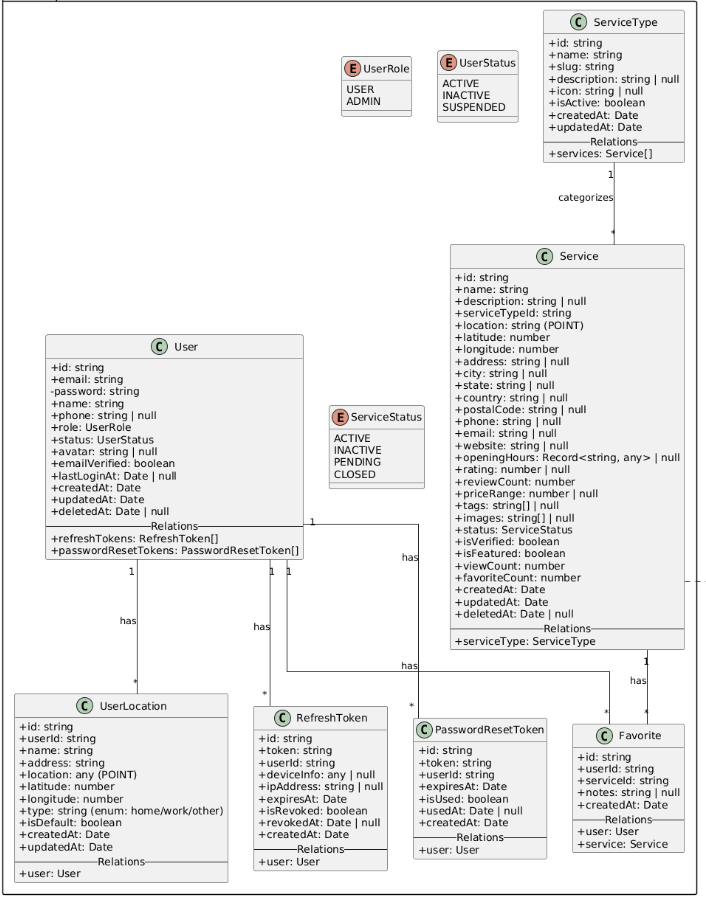 C ServiceType
+id: string
+name: string
+slug: string
+description: string | null
+icon: string | null
+isActive: boolean
+createdAt: Date
+updatedAt: Date
Relations
+services: Service[]
E UserRole
USER
ADMIN
E UserStatus
ACTIVE
INACTIVE
SUSPENDED
1
categorizes
*
C Service
+id: string
+name: string
+description: string | null
+serviceTypeId: string
+location: string (POINT)
+latitude: number
+longitude: number
+address: string | null
+city: string | null
+state: string | null
+country: string | null
+postalCode: string | null
+phone: string | null
+email: string | null
+website: string | null
+openingHours: Record<string, any> | null
+rating: number | null
+reviewCount: number
+priceRange: number | null
+tags: string[] | null
+images: string[] | null
+status: ServiceStatus
+isVerified: boolean
+isFeatured: boolean
+viewCount: number
+favoriteCount: number
+createdAt: Date
+updatedAt: Date
+deletedAt: Date | null
Relations
+serviceType: ServiceType
C User
+id: string
+email: string
-password: string
+name: string
+phone: string | null
+role: UserRole
+status: UserStatus
+avatar: string | null
+emailVerified: boolean
+lastLoginAt: Date | null
+createdAt: Date
+updatedAt: Date
+deletedAt: Date | null
Relations
+refreshTokens: RefreshToken[]
+passwordResetTokens: PasswordResetToken[]
E ServiceStatus
ACTIVE
INACTIVE
PENDING
CLOSED
1
has
*
1
has
*
1
has
*
1
has
*
1
has
*
C UserLocation
+id: string
+userId: string
+name: string
+address: string
+location: any (POINT)
+latitude: number
+longitude: number
+type: string (enum: home/work/other)
+isDefault: boolean
+createdAt: Date
+updatedAt: Date
Relations
+user: User
C RefreshToken
+id: string
+token: string
+userId: string
+deviceInfo: any | null
+ipAddress: string | null
+expiresAt: Date
+isRevoked: boolean
+revokedAt: Date | null
+createdAt: Date
Relations
+user: User
C PasswordResetToken
+id: string
+token: string
+userId: string
+expiresAt: Date
+isUsed: boolean
+usedAt: Date | null
+createdAt: Date
Relations
+user: User
C Favorite
+id: string
+userId: string
+serviceId: string
+notes: string | null
+createdAt: Date
Relations
+user: User
+service: Service